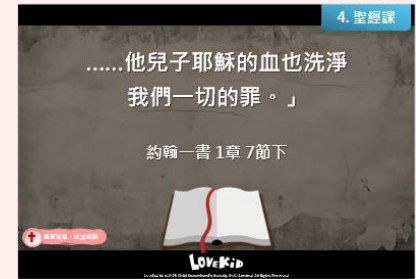 4. 聖經課
……他兒子耶穌的血也洗淨
我們一切的罪。」
約翰一書 1章 7節下
LOVEKiD